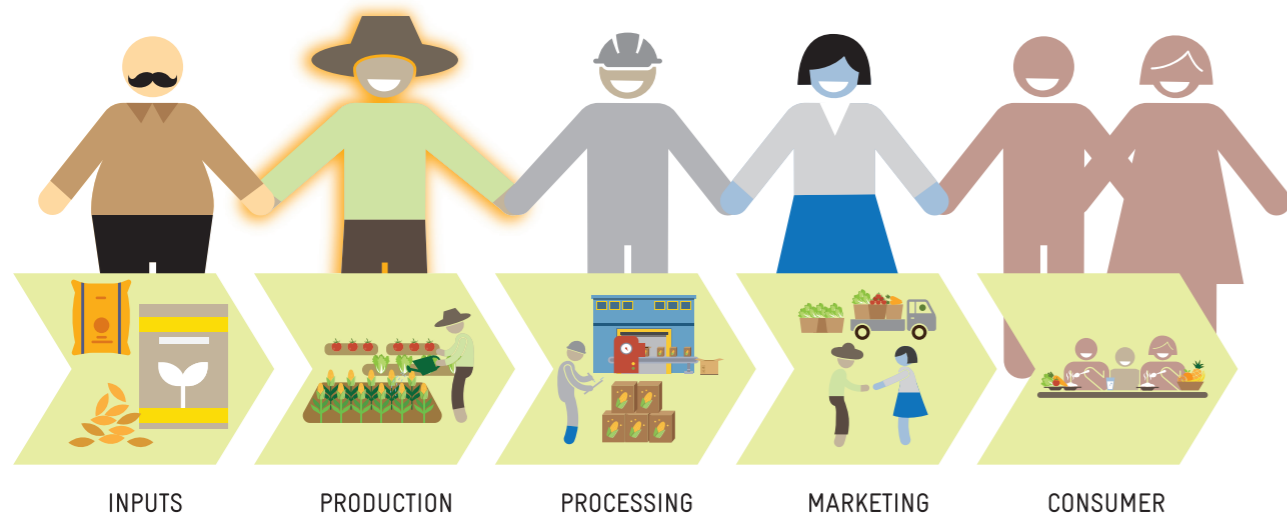 INPUTS
PRODUCTION
PROCESSING
MARKETING
CONSUMER